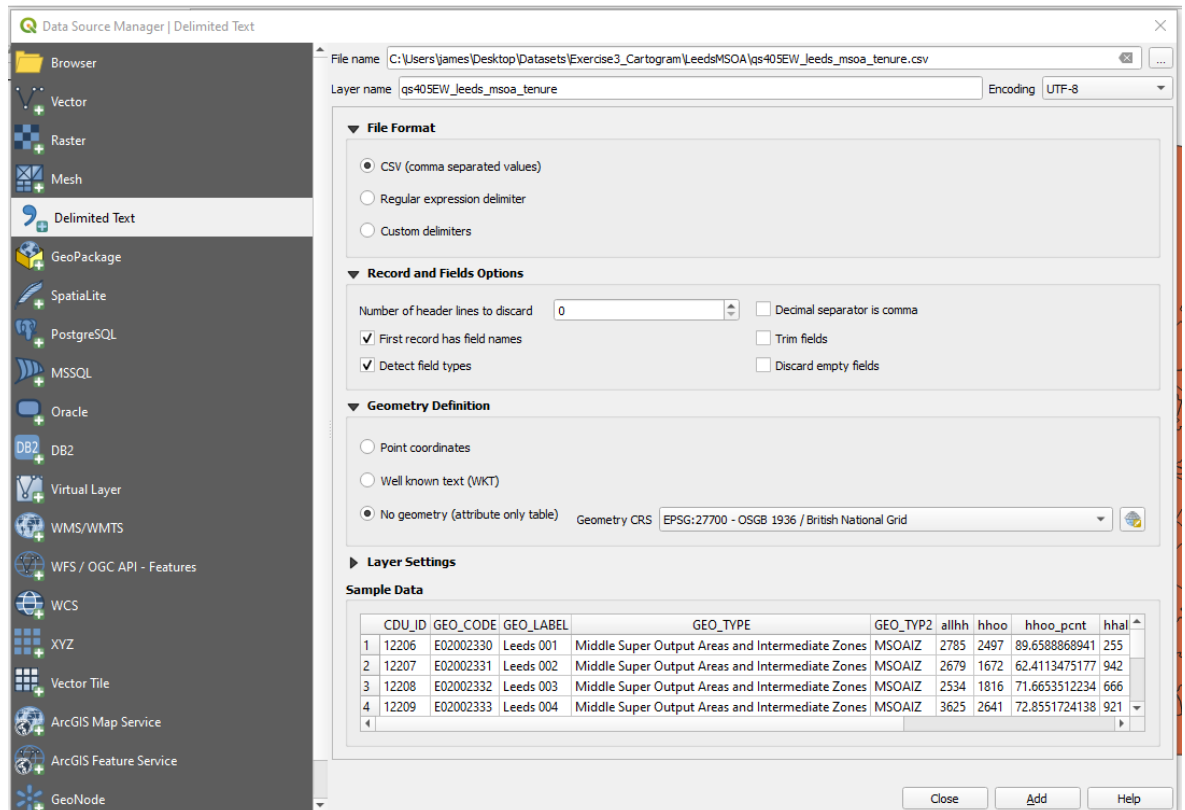 Data Source Manager | Delimited Text
Browser
Vector
Raster
Mesh
Delimited Text
GeoPackage
SpatiaLite
PostgreSQL
MSSQL
Oracle
DB2 DB2
Virtual Layer
WMS/WMTS
WFS / OGC API - Features
WCS
XYZ
Vector Tile
ArcGIS Map Service
ArcGIS Feature Service
GeoNode
File name C:\Users\james\Desktop\Datasets\Exercise3_Cartogram\LeedsMSOA\qs405EW_leeds_msoa_tenure.csv ...
Layer name qs405EW_leeds_msoa_tenure Encoding UTF-8
File Format
CSV (comma separated values)
Regular expression delimiter
Custom delimiters
Record and Fields Options
Number of header lines to discard 0 Decimal separator is comma
First record has field names Trim fields
Detect field types Discard empty fields
Geometry Definition
Point coordinates
Well known text (WKT)
No geometry (attribute only table) Geometry CRS EPSG:27700 - OSGB 1936 / British National Grid
Layer Settings
Sample Data
CDU_ID GEO_CODE GEO_LABEL GEO_TYPE GEO_TYP2 allhh hhoo hhoo_pcnt hhal
1 12206 E02002330 Leeds 001 Middle Super Output Areas and Intermediate Zones MSOAIZ 2785 2497 89.6588868941 255
2 12207 E02002331 Leeds 002 Middle Super Output Areas and Intermediate Zones MSOAIZ 2679 1672 62.4113475177 942
3 12208 E02002332 Leeds 003 Middle Super Output Areas and Intermediate Zones MSOAIZ 2534 1816 71.6653512234 666
4 12209 E02002333 Leeds 004 Middle Super Output Areas and Intermediate Zones MSOAIZ 3625 2641 72.8551724138 921
Close Add Help